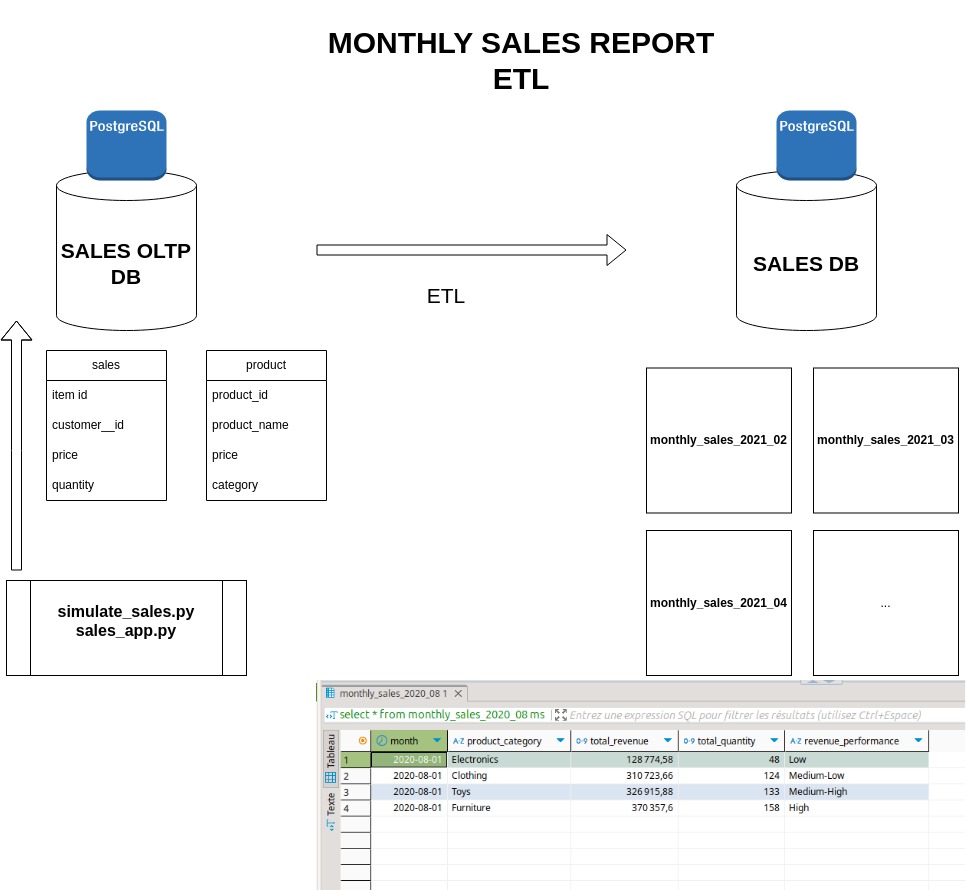 MONTHLY SALES REPORT
ETL
PostgreSQL
PostgreSQL
SALES OLTP
DB
SALES DB
ETL
sales
item id
customer__id
price
quantity
product
product_id
product_name
price
category
monthly_sales_2021_02
monthly_sales_2021_03
monthly_sales_2021_04
...
simulate_sales.py
sales_app.py
monthly_sales_2020_08 1
select * from monthly_sales_2020_08 ms Entrez une expression SQL pour filtrer les résultats (utilisez Ctrl+Espace)
Tableau
Texte
month A-Z product_category 0-9 total_revenue 0-9 total_quantity A-Z revenue_performance
1 2020-08-01 Electronics 128 774,58 48 Low
2 2020-08-01 Clothing 310 723,66 124 Medium-Low
3 2020-08-01 Toys 326 915,88 133 Medium-High
4 2020-08-01 Furniture 370 357,6 158 High